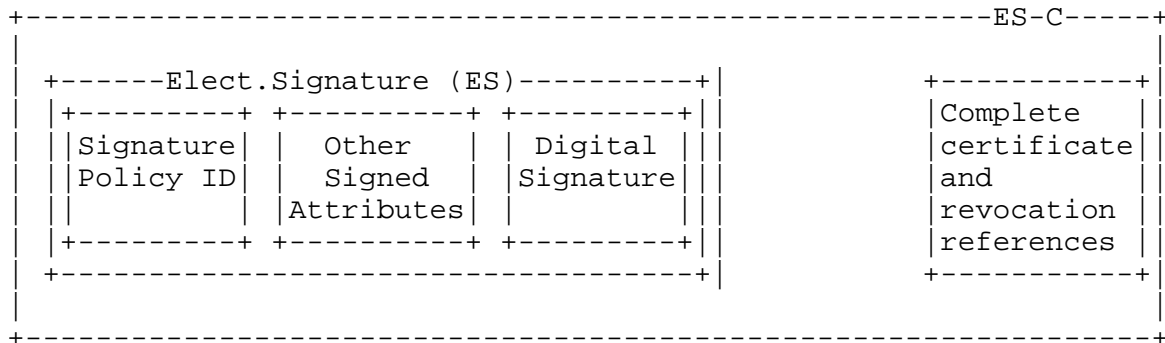 +------------------------------------------------------------ES-C-----+
|                                                                     |
| +------Elect.Signature (ES)----------+|            +-----------+|
| |+---------+ +----------+ +---------+||            |Complete   ||
| ||Signature| |  Other   | | Digital |||            |certificate||
| ||Policy ID| |  Signed  | |Signature|||            |and        ||
| ||         | |Attributes| |         |||            |revocation ||
| |+---------+ +----------+ +---------+||            |references ||
| +------------------------------------+|            +-----------+|
|                                                                     |
+---------------------------------------------------------------------+